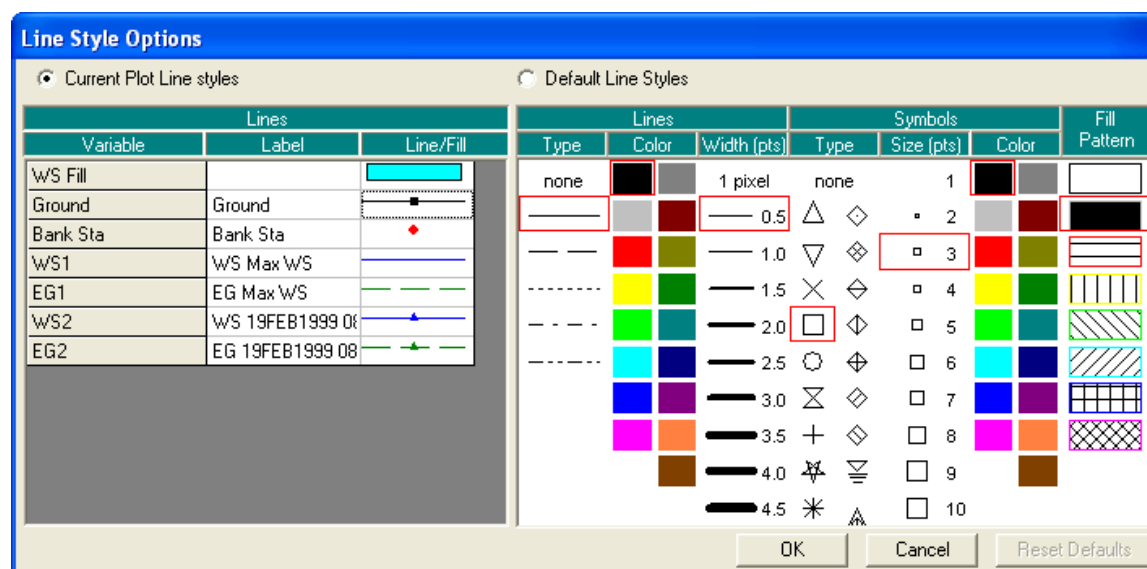 Line Style Options
Current Plot Line styles
Default Line Styles
Lines
Variable Label Line/Fill
WS Fill
Ground Ground
Bank Sta Bank Sta
WS1 WS Max WS
EG1 EG Max WS
WS2 WS 19FEB1999
EG2 EG 19FEB1999 08
Lines Symbols Fill Pattern
Type Color Width (pts) Type Size (pts) Color
none 1 pixel none 1
0.5 2
1.0 3
1.5 4
2.0 5
2.5 6
3.0 7
3.5 8
4.0 9
4.5 10
OK Cancel Reset Defaults